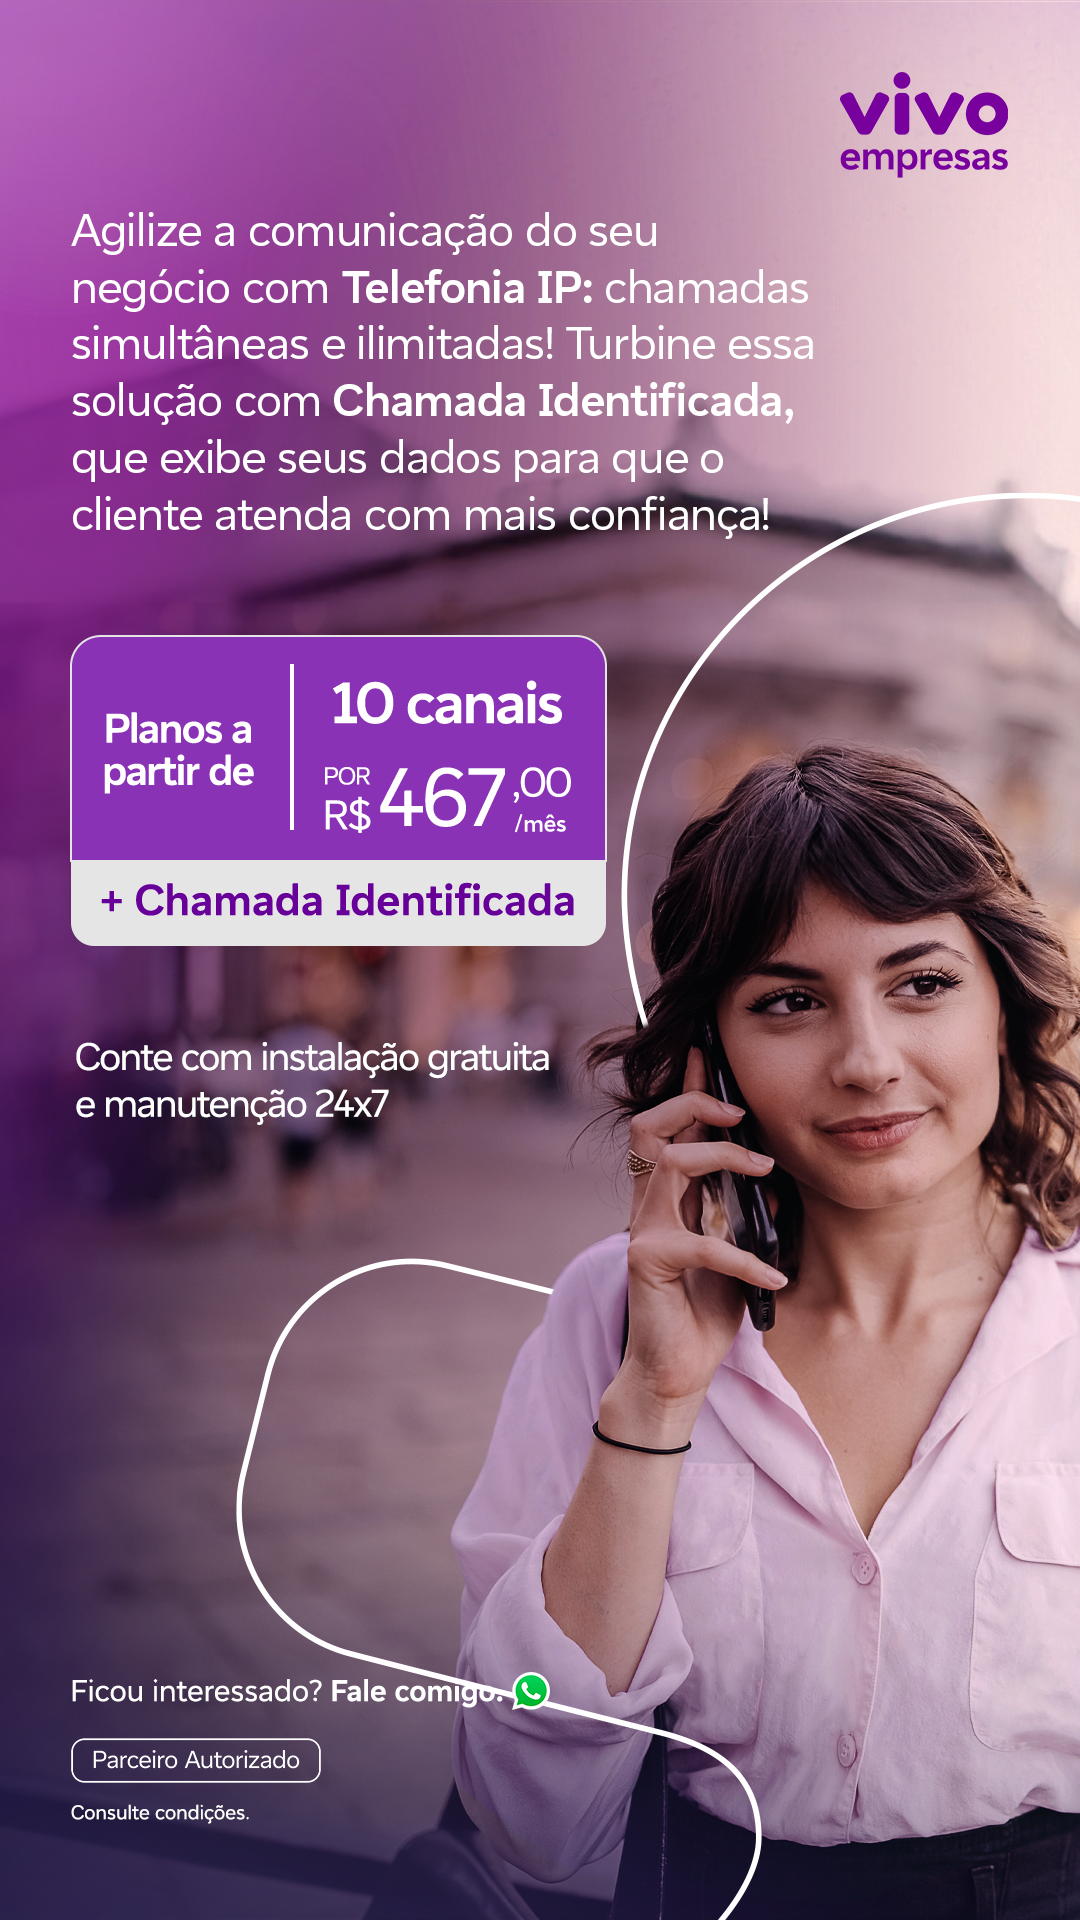 vivo
empresas
Agilize a comunicação do seu
negócio com Telefonia IP: chamadas
simultâneas e ilimitadas! Turbine essa
solução com Chamada Identificada,
que exibe seus dados para que o
cliente atenda com mais confiança!
Planos a
partir de
10 canais
POR
R$ 467,00
/mês
+ Chamada Identificada
Conte com instalação gratuita
e manutenção 24x7
Ficou interessado? Fale comigo.
Parceiro Autorizado
Consulte condições.